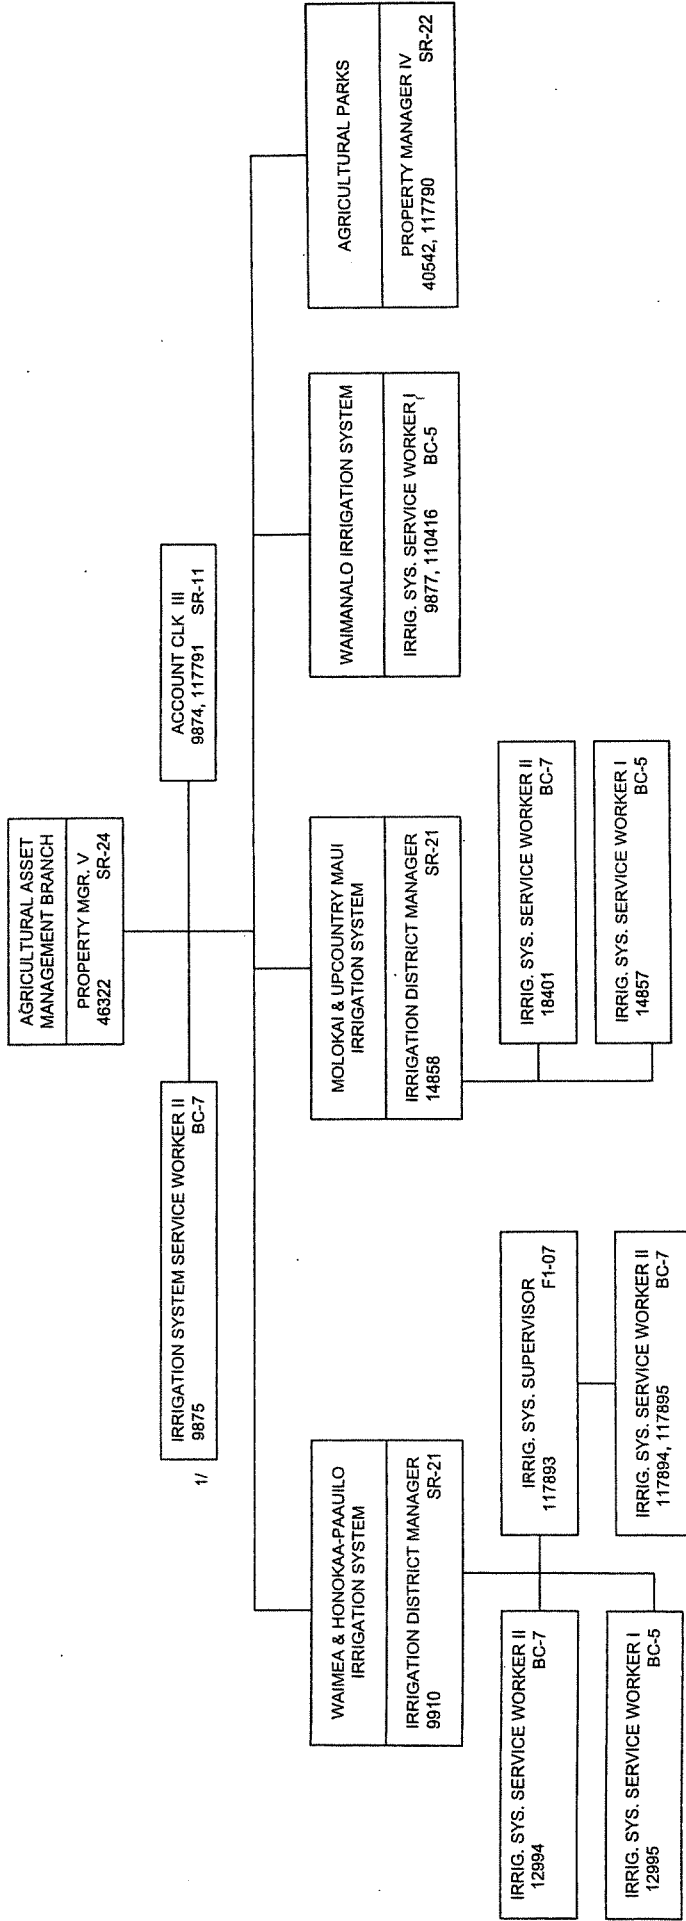 AGRICULTURAL ASSET
MANAGEMENT BRANCH
PROPERTY MGR. V
46322 SR-24
1/
IRRIGATION SYSTEM SERVICE WORKER II
9875 BC-7
ACCOUNT CLK III
9874, 117791 SR-11
WAIMEA & HONOKAA-PAAUILO
IRRIGATION SYSTEM
IRRIGATION DISTRICT MANAGER
9910 SR-21
MOLOKAI & UPCOUNTRY MAUI
IRRIGATION SYSTEM
IRRIGATION DISTRICT MANAGER
14858 SR-21
WAIMANALO IRRIGATION SYSTEM
IRRIG. SYS. SERVICE WORKER I
9877, 110416 BC-5
AGRICULTURAL PARKS
PROPERTY MANAGER IV
40542, 117790 SR-22
IRRIG. SYS. SERVICE WORKER II
12994 BC-7
IRRIG. SYS. SERVICE WORKER I
12995 BC-5
IRRIG. SYS. SUPERVISOR
117893 F1-07
IRRIG. SYS. SERVICE WORKER II
117894, 117895 BC-7
IRRIG. SYS. SERVICE WORKER II
18401 BC-7
IRRIG. SYS. SERVICE WORKER I
14857 BC-5